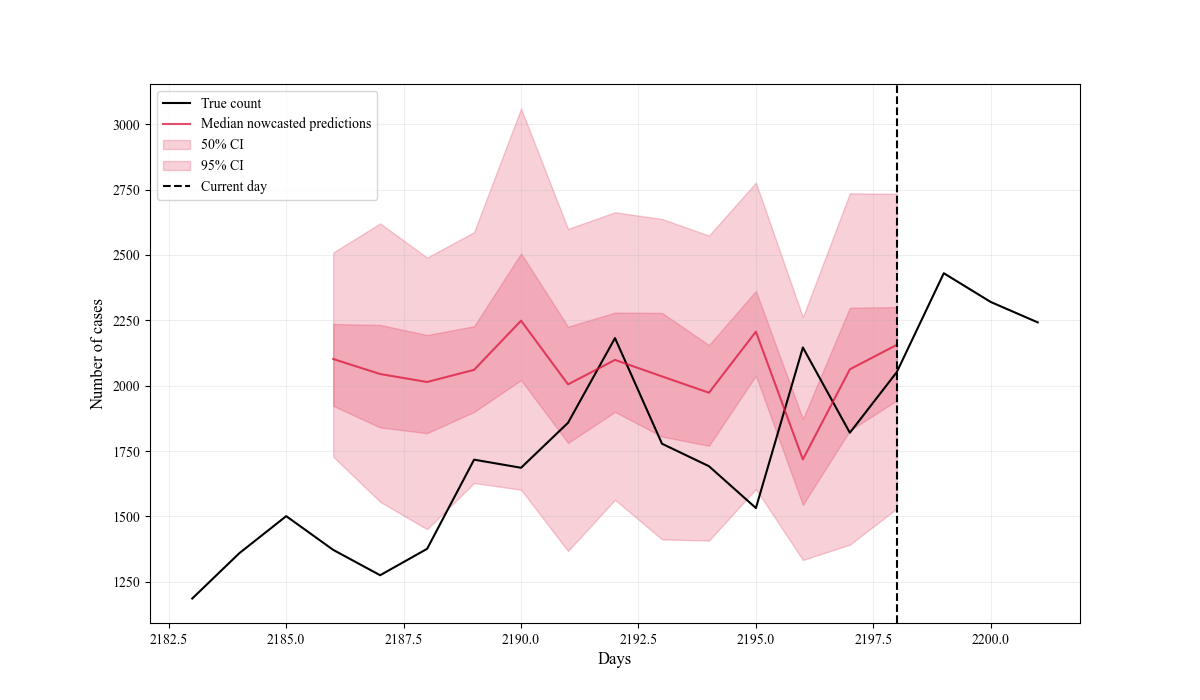 True count
Median nowcasted predictions
50% CI
95% CI
Current day
3000
2750
2500
2250
2000
1750
1500
1250
Number of cases
2182.5 2185.0 2187.5 2190.0 2192.5 2195.0 2197.5 2200.0
Days